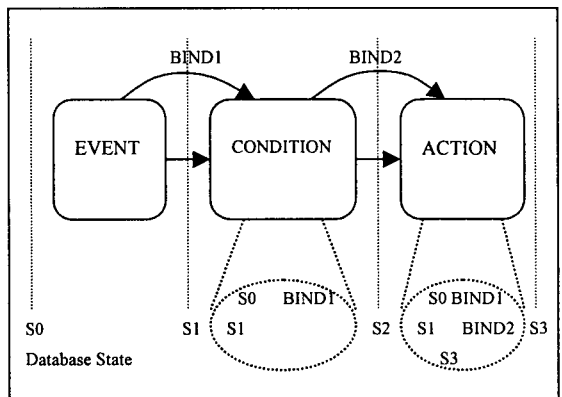 BIND1 BIND2
EVENT CONDITION ACTION
S0 BIND1 S0 BIND1
S0 S1 S1 S2 S1 BIND2 S3
Database State S3